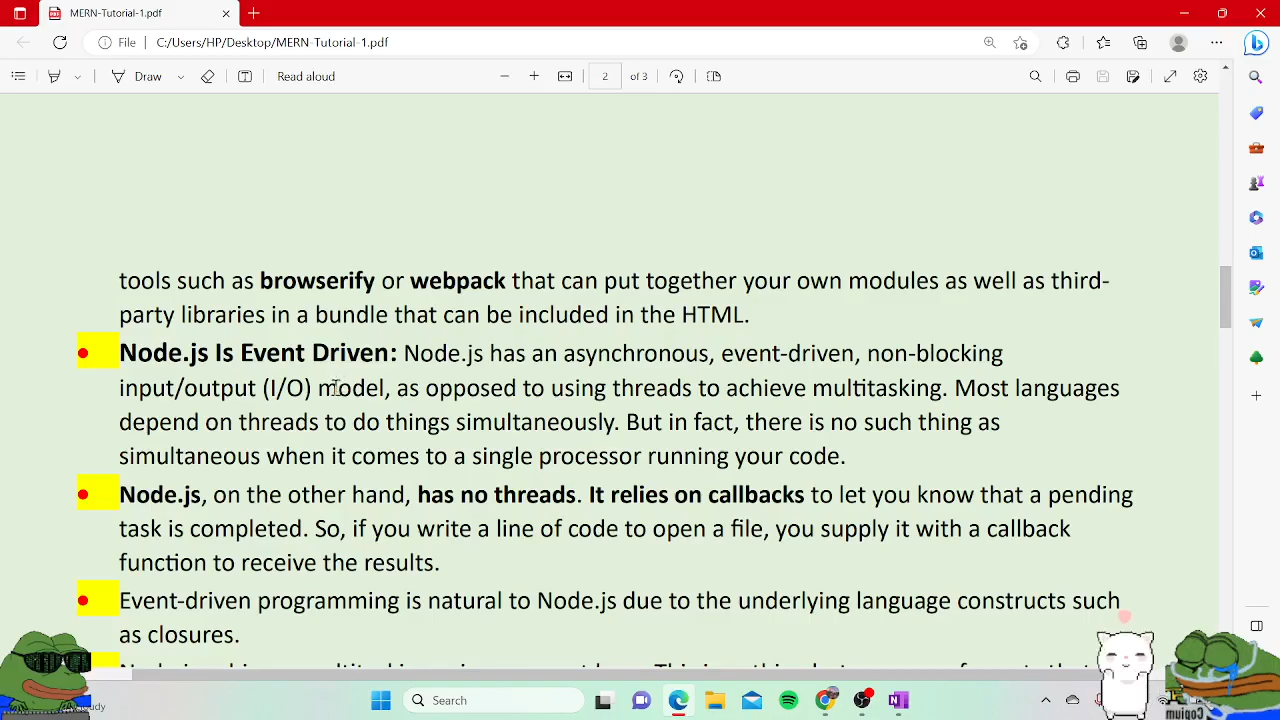 MERN-Tutorial-1.pdf
File C:/Users/HP/Desktop/MERN-Tutorial-1.pdf
Draw Read aloud 2 of 3
tools such as browserify or webpack that can put together your own modules as well as third-
party libraries in a bundle that can be included in the HTML.
Node.js Is Event Driven: Node.js has an asynchronous, event-driven, non-blocking
input/output (I/O) model, as opposed to using threads to achieve multitasking. Most languages
depend on threads to do things simultaneously. But in fact, there is no such thing as
simultaneous when it comes to a single processor running your code.
Node.js, on the other hand, has no threads. It relies on callbacks to let you know that a pending
task is completed. So, if you write a line of code to open a file, you supply it with a callback
function to receive the results.
Event-driven programming is natural to Node.js due to the underlying language constructs such
as closures.
Search